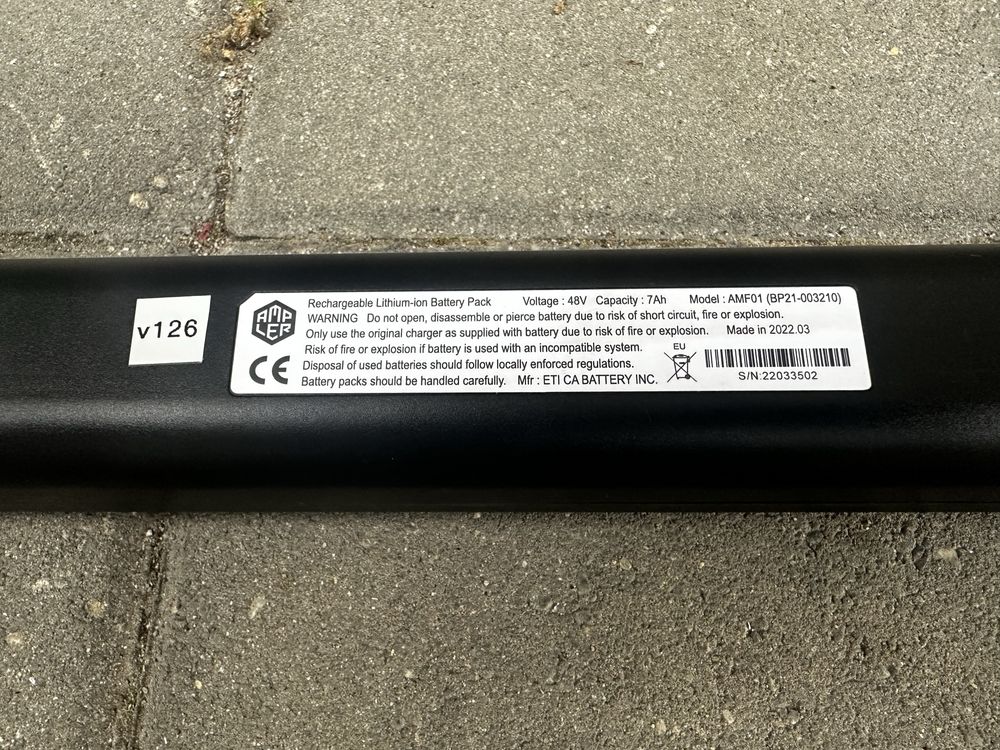 v126
AMP
LER
Rechargeable Lithium-ion Battery Pack Voltage : 48V Capacity : 7Ah Model : AMF01 (BP21-003210)
WARNING Do not open, disassemble or pierce battery due to risk of short circuit, fire or explosion.
Only use the original charger as supplied with battery due to risk of fire or explosion. Made in 2022.03
Risk of fire or explosion if battery is used with an incompatible system.
Disposal of used batteries should follow locally enforced regulations.
Battery packs should be handled carefully. Mfr : ETI CA BATTERY INC.
CE
EU
S/N:22033502